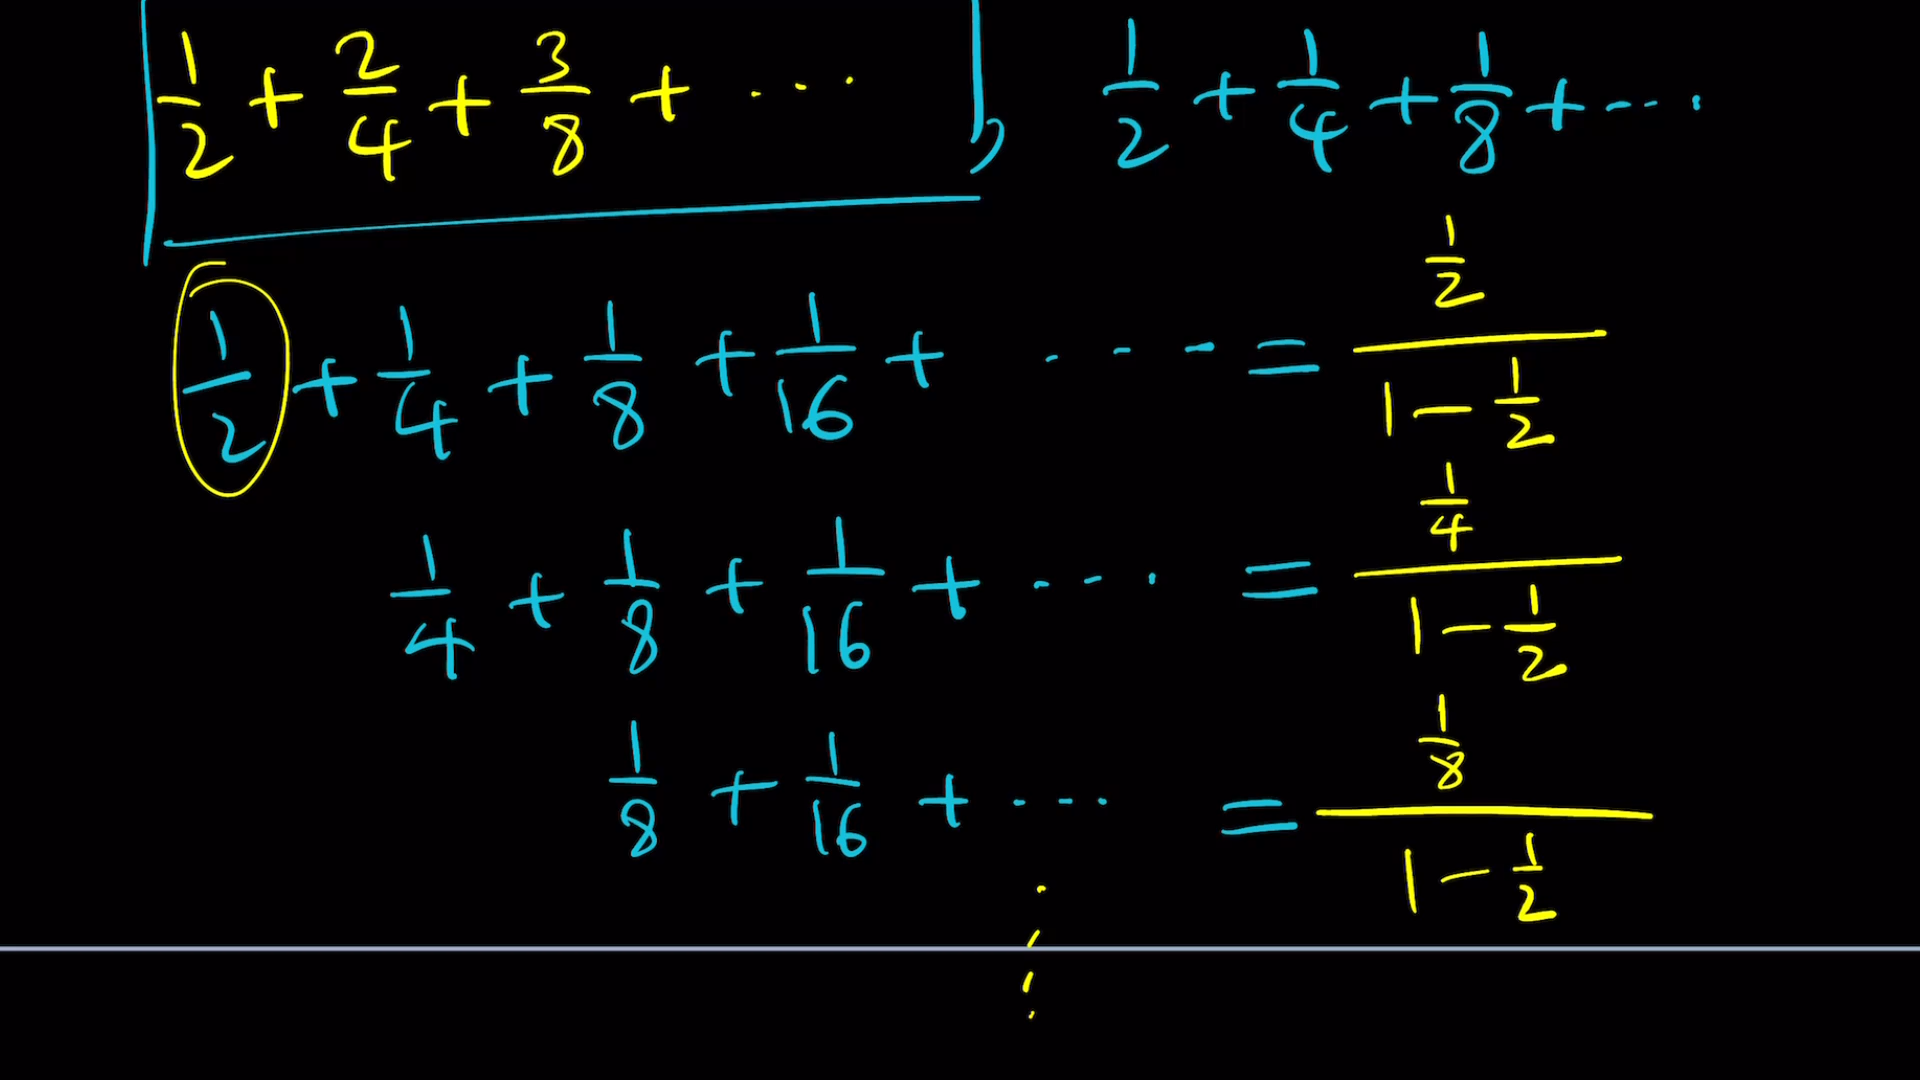 1/2 + 2/4 + 3/8 + ... , 1/2 + 1/4 + 1/8 + ...
1/2 + 1/4 + 1/8 + 1/16 + ... = (1/2)/(1 - 1/2)
1/4 + 1/8 + 1/16 + ... = (1/4)/(1 - 1/2)
1/8 + 1/16 + ... = (1/8)/(1 - 1/2)